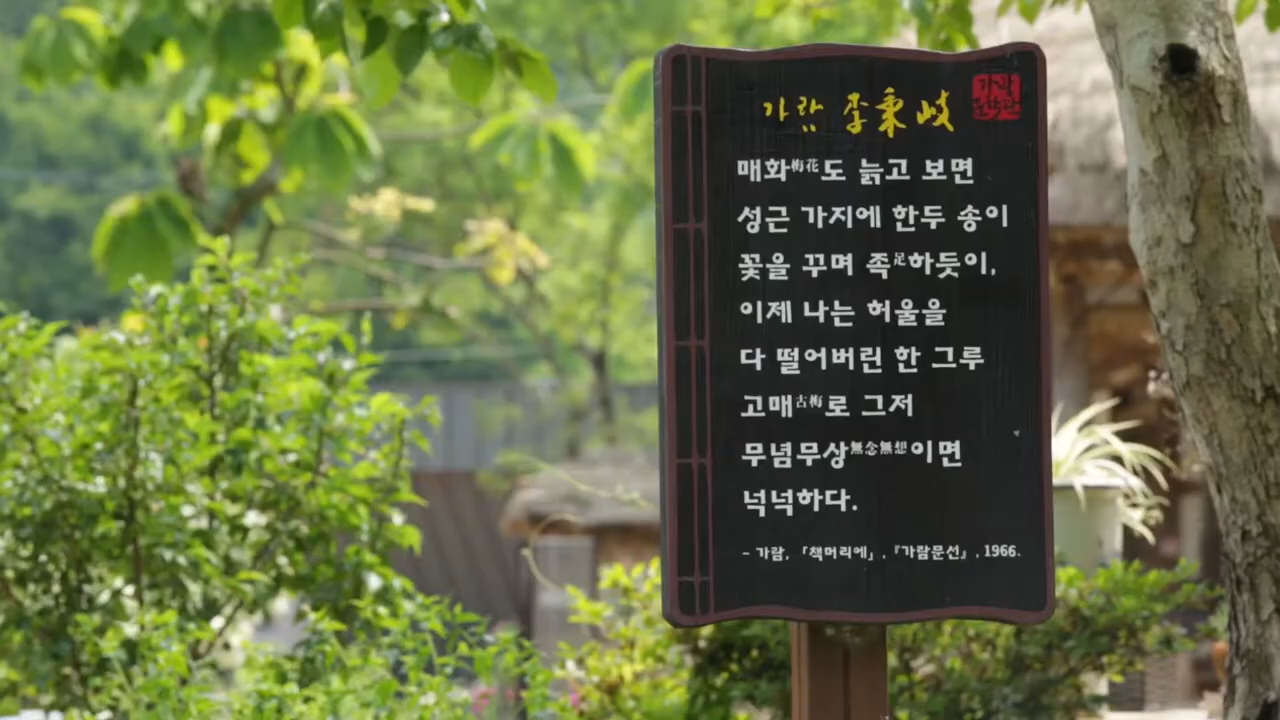 가람 李秉岐
매화梅花도 늙고 보면
성근 가지에 한두 송이
꽃을 꾸며 족足하듯이,
이제 나는 허울을
다 떨어버린 한 그루
고매古梅로 그저
무념무상無念無想이면
넉넉하다.
- 가람, 「책머리에」, 『가람문선』, 1966.